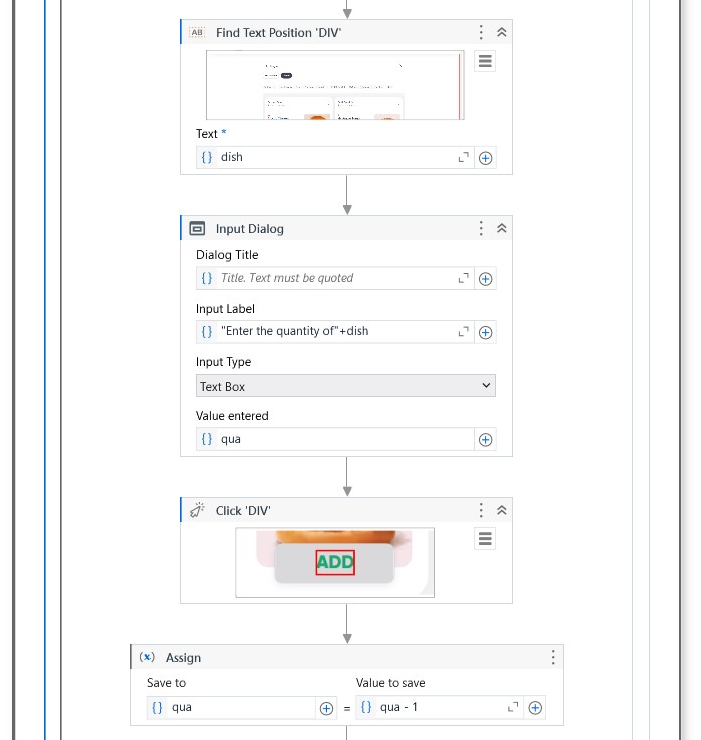 AB Find Text Position 'DIV'
Text *
{} dish
Input Dialog
Dialog Title
{} Title. Text must be quoted
Input Label
{} "Enter the quantity of"+dish
Input Type
Text Box
Value entered
{} qua
Click 'DIV'
ADD
(x) Assign
Save to Value to save
{} qua = {} qua - 1